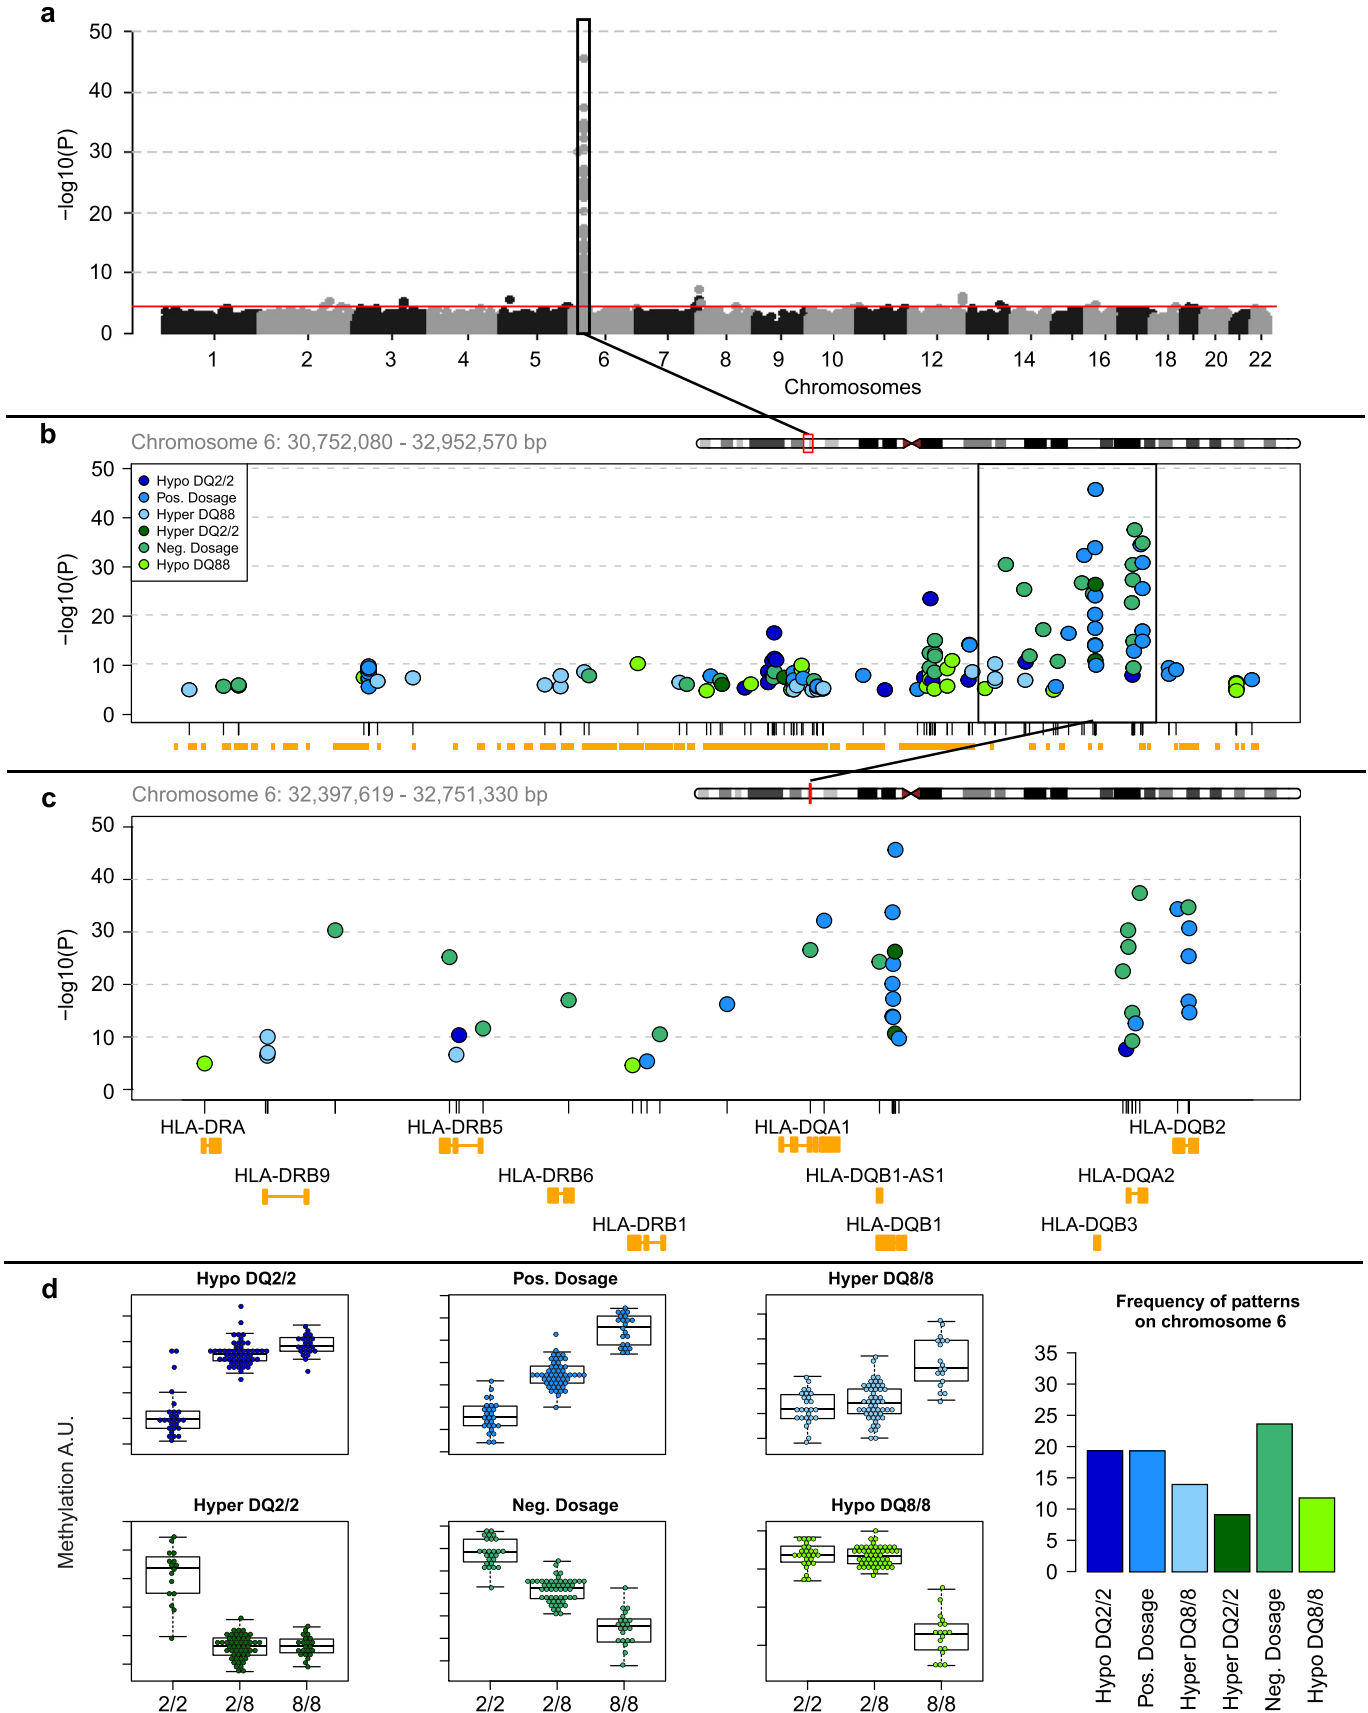 a
50
40
30
20
10
0
−log10(P)
1 2 3 4 5 6 7 8 9 10 12 14 16 18 20 22
Chromosomes
b
Chromosome 6: 30,752,080 - 32,952,570 bp
50
40
30
20
10
0
−log10(P)
Hypo DQ2/2
Pos. Dosage
Hyper DQ88
Hyper DQ2/2
Neg. Dosage
Hypo DQ88
c
Chromosome 6: 32,397,619 - 32,751,330 bp
50
40
30
20
10
0
−log10(P)
HLA-DRA HLA-DRB5 HLA-DQA1 HLA-DQB2
HLA-DRB9 HLA-DRB6 HLA-DQB1-AS1 HLA-DQA2
HLA-DRB1 HLA-DQB1 HLA-DQB3
d
Methylation A.U.
Hypo DQ2/2 Pos. Dosage Hyper DQ8/8
Hyper DQ2/2 Neg. Dosage Hypo DQ8/8
2/2 2/8 8/8 2/2 2/8 8/8 2/2 2/8 8/8
Frequency of patterns
on chromosome 6
35
30
25
20
15
10
5
0
Hypo DQ2/2
Pos. Dosage
Hyper DQ8/8
Hyper DQ2/2
Neg. Dosage
Hypo DQ8/8